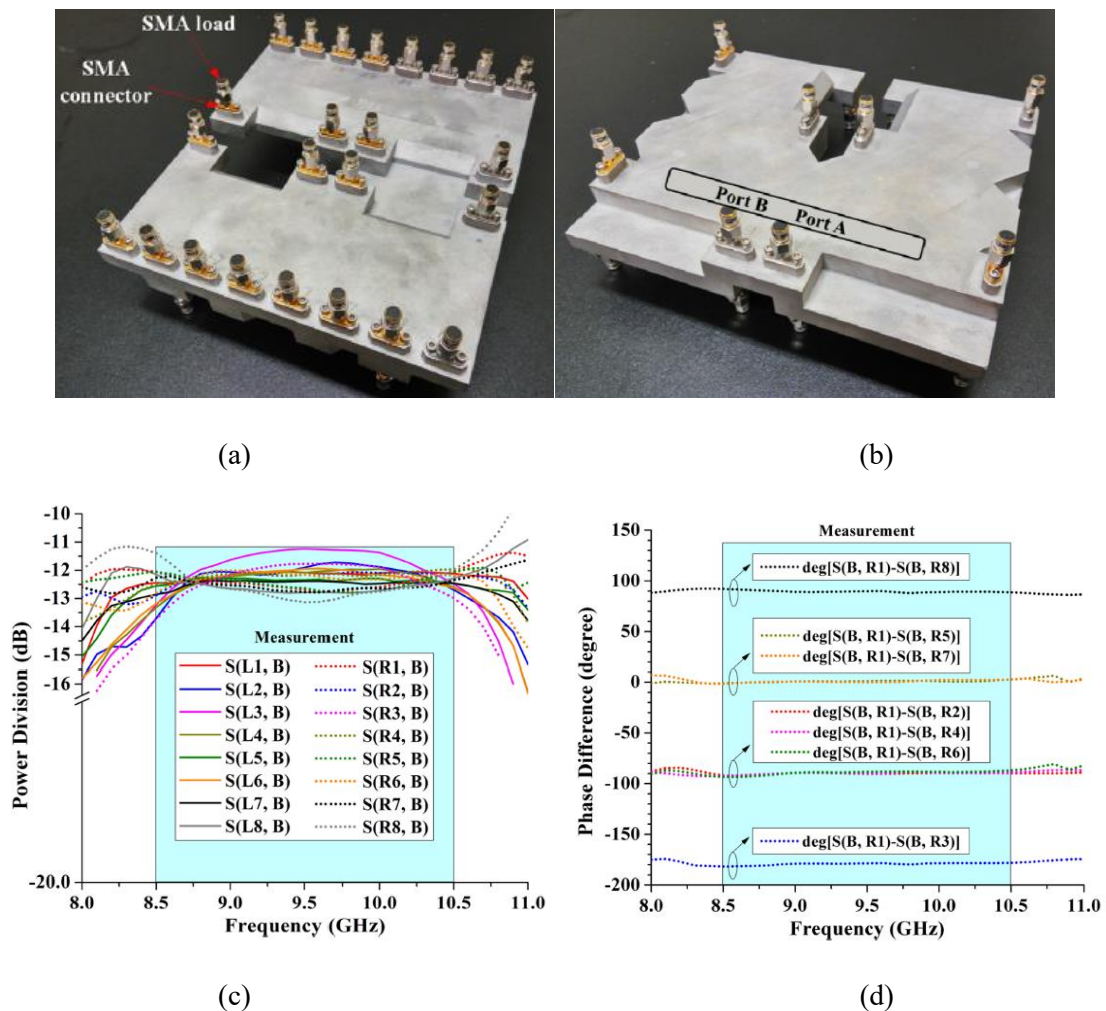 SMA load
SMA
connector
Port B Port A
(a)
(b)
-10
-11
-12
-13
-14
-15
-16
-20.0
Power Division (dB)
Measurement
S(L1, B) S(R1, B)
S(L2, B) S(R2, B)
S(L3, B) S(R3, B)
S(L4, B) S(R4, B)
S(L5, B) S(R5, B)
S(L6, B) S(R6, B)
S(L7, B) S(R7, B)
S(L8, B) S(R8, B)
8.0 8.5 9.0 9.5 10.0 10.5 11.0
Frequency (GHz)
(c)
150
100
50
0
-50
-100
-150
-200
Phase Difference (degree)
Measurement
deg[S(B, R1)-S(B, R8)]
deg[S(B, R1)-S(B, R5)]
deg[S(B, R1)-S(B, R7)]
deg[S(B, R1)-S(B, R2)]
deg[S(B, R1)-S(B, R4)]
deg[S(B, R1)-S(B, R6)]
deg[S(B, R1)-S(B, R3)]
8.0 8.5 9.0 9.5 10.0 10.5 11.0
Frequency (GHz)
(d)